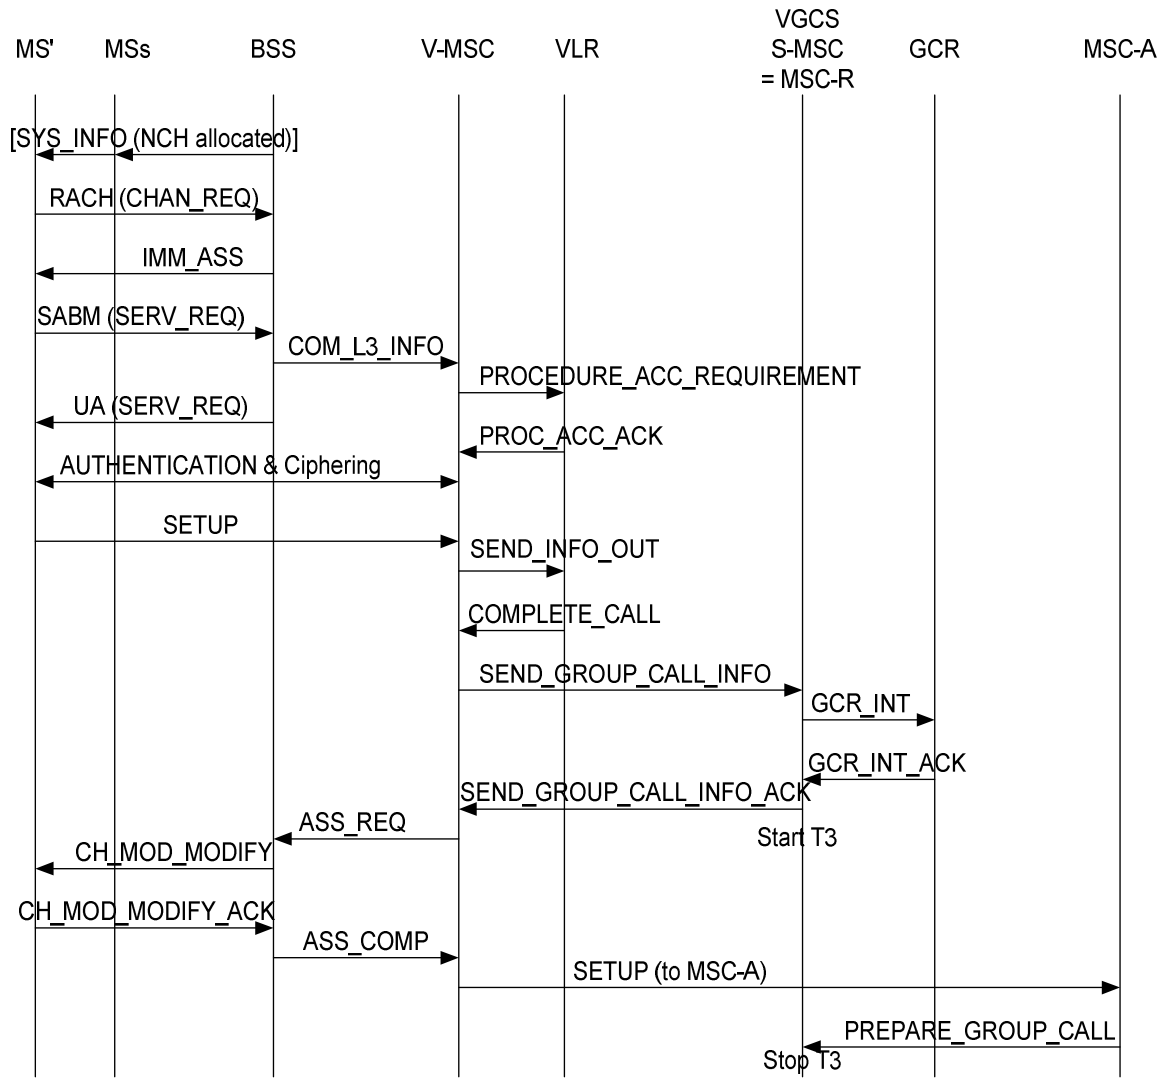 MS'
MSs
BSS
V-MSC
VLR
VGCS
S-MSC
= MSC-R
GCR
MSC-A
[SYS_INFO (NCH allocated)]
RACH (CHAN_REQ)
IMM_ASS
SABM (SERV_REQ)
COM_L3_INFO
PROCEDURE_ACC_REQUIREMENT
UA (SERV_REQ)
PROC_ACC_ACK
AUTHENTICATION & Ciphering
SETUP
SEND_INFO_OUT
COMPLETE_CALL
SEND_GROUP_CALL_INFO
GCR_INT
GCR_INT_ACK
SEND_GROUP_CALL_INFO_ACK
ASS_REQ
Start T3
CH_MOD_MODIFY
CH_MOD_MODIFY_ACK
ASS_COMP
SETUP (to MSC-A)
PREPARE_GROUP_CALL
Stop T3